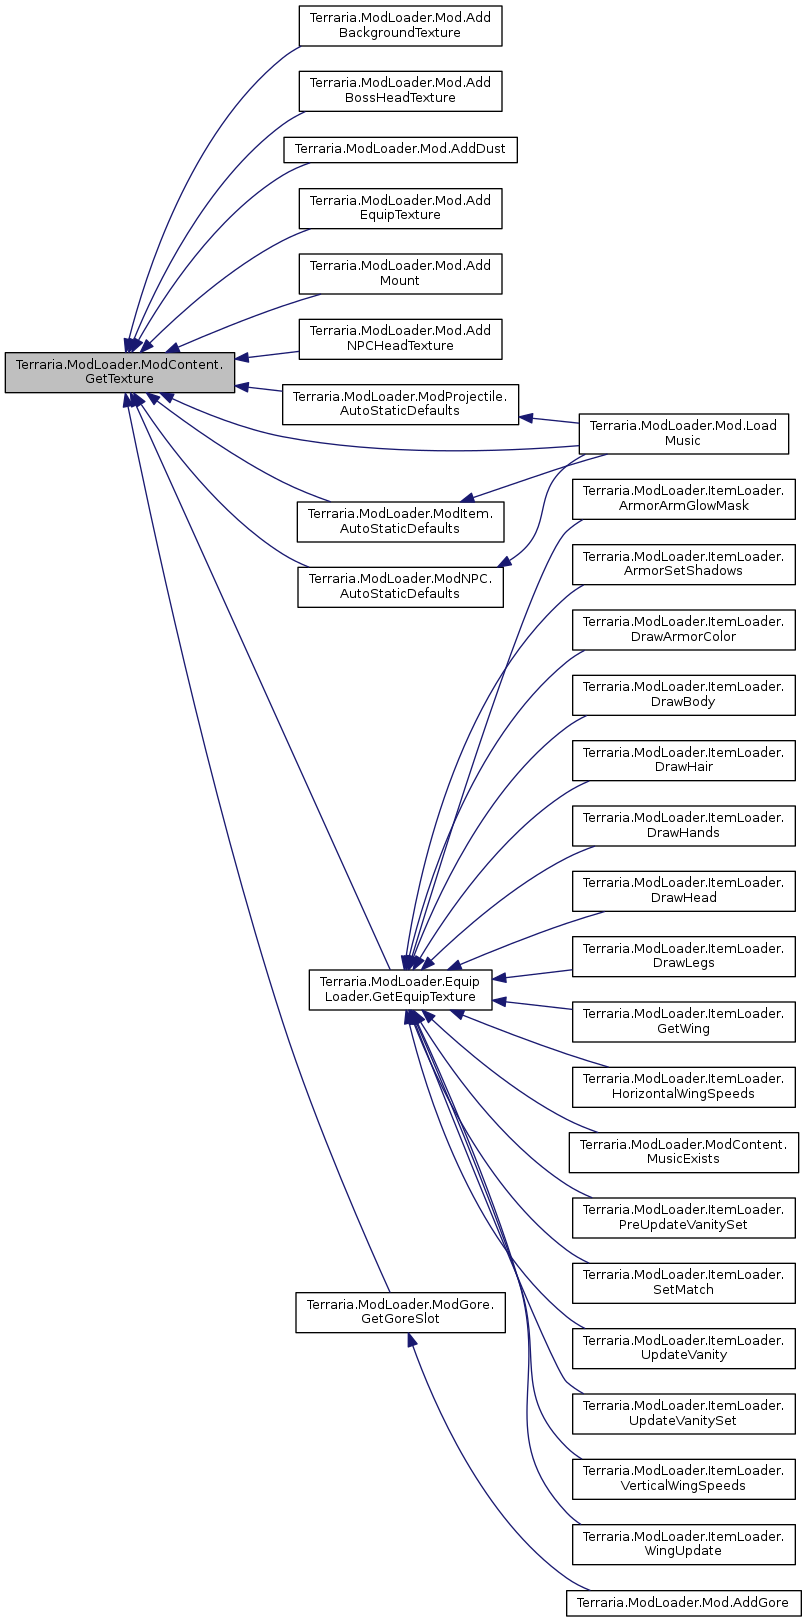 Terraria.ModLoader.Mod.Add
BackgroundTexture
Terraria.ModLoader.Mod.Add
BossHeadTexture
Terraria.ModLoader.Mod.AddDust
Terraria.ModLoader.Mod.Add
EquipTexture
Terraria.ModLoader.Mod.Add
Mount
Terraria.ModLoader.Mod.Add
NPCHeadTexture
Terraria.ModLoader.ModContent.
GetTexture
Terraria.ModLoader.ModProjectile.
AutoStaticDefaults
Terraria.ModLoader.Mod.Load
Music
Terraria.ModLoader.ModItem.
AutoStaticDefaults
Terraria.ModLoader.ModNPC.
AutoStaticDefaults
Terraria.ModLoader.ItemLoader.
ArmorArmGlowMask
Terraria.ModLoader.ItemLoader.
ArmorSetShadows
Terraria.ModLoader.ItemLoader.
DrawArmorColor
Terraria.ModLoader.ItemLoader.
DrawBody
Terraria.ModLoader.ItemLoader.
DrawHair
Terraria.ModLoader.ItemLoader.
DrawHands
Terraria.ModLoader.ItemLoader.
DrawHead
Terraria.ModLoader.ItemLoader.
DrawLegs
Terraria.ModLoader.Equip
Loader.GetEquipTexture
Terraria.ModLoader.ItemLoader.
GetWing
Terraria.ModLoader.ItemLoader.
HorizontalWingSpeeds
Terraria.ModLoader.ModContent.
MusicExists
Terraria.ModLoader.ItemLoader.
PreUpdateVanitySet
Terraria.ModLoader.ItemLoader.
SetMatch
Terraria.ModLoader.ModGore.
GetGoreSlot
Terraria.ModLoader.ItemLoader.
UpdateVanity
Terraria.ModLoader.ItemLoader.
UpdateVanitySet
Terraria.ModLoader.ItemLoader.
VerticalWingSpeeds
Terraria.ModLoader.ItemLoader.
WingUpdate
Terraria.ModLoader.Mod.AddGore